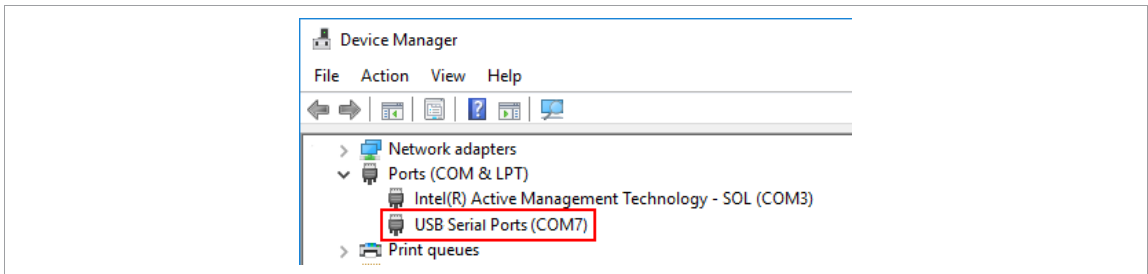 Device Manager
File Action View Help
Network adapters
Ports (COM & LPT)
Intel(R) Active Management Technology - SOL (COM3)
USB Serial Ports (COM7)
Print queues